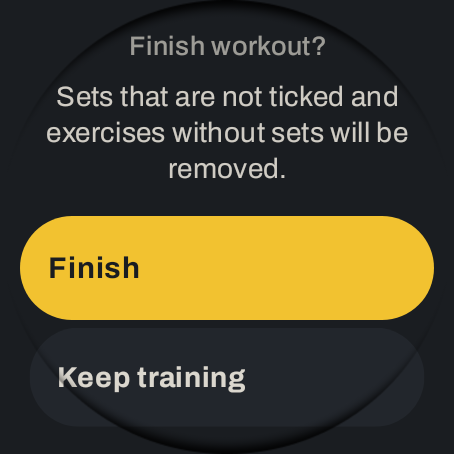 Finish workout?
Sets that are not ticked and
exercises without sets will be
removed.
Finish
Keep training